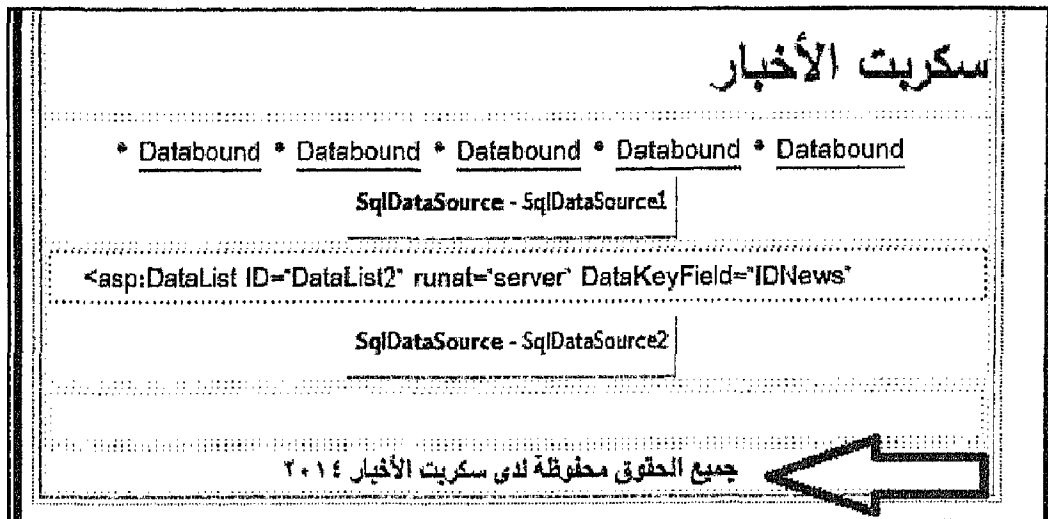 سكربت الأخبار
* Databound * Databound * Databound * Databound * Databound
SqlDataSource - SqlDataSource1
<asp:DataList ID="DataList2" runat="server" DataKeyField="IDNews"
SqlDataSource - SqlDataSource2
جميع الحقوق محفوظة لدى سكربت الأخبار ٢٠١٤